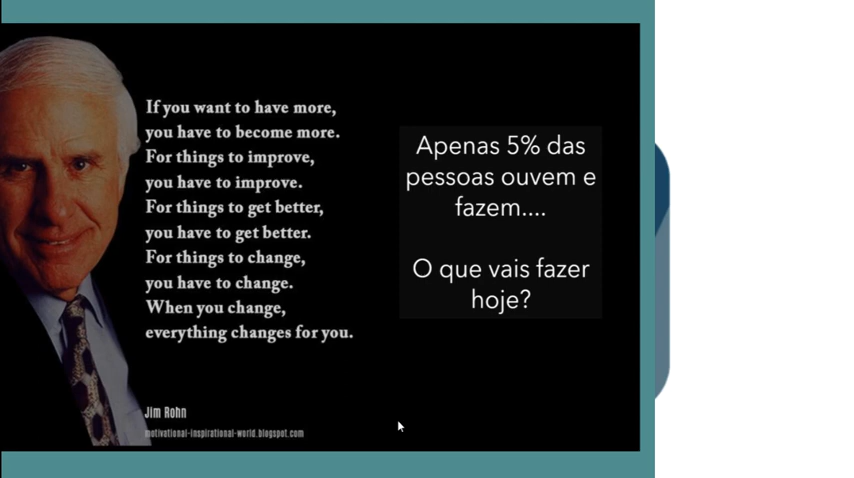 If you want to have more,
you have to become more.
For things to improve,
you have to improve.
For things to get better,
you have to get better.
For things to change,
you have to change.
When you change,
everything changes for you.
Jim Rohn
motivational-inspirational-world.blogspot.com
Apenas 5% das
pessoas ouvem e
fazem....
O que vais fazer
hoje?